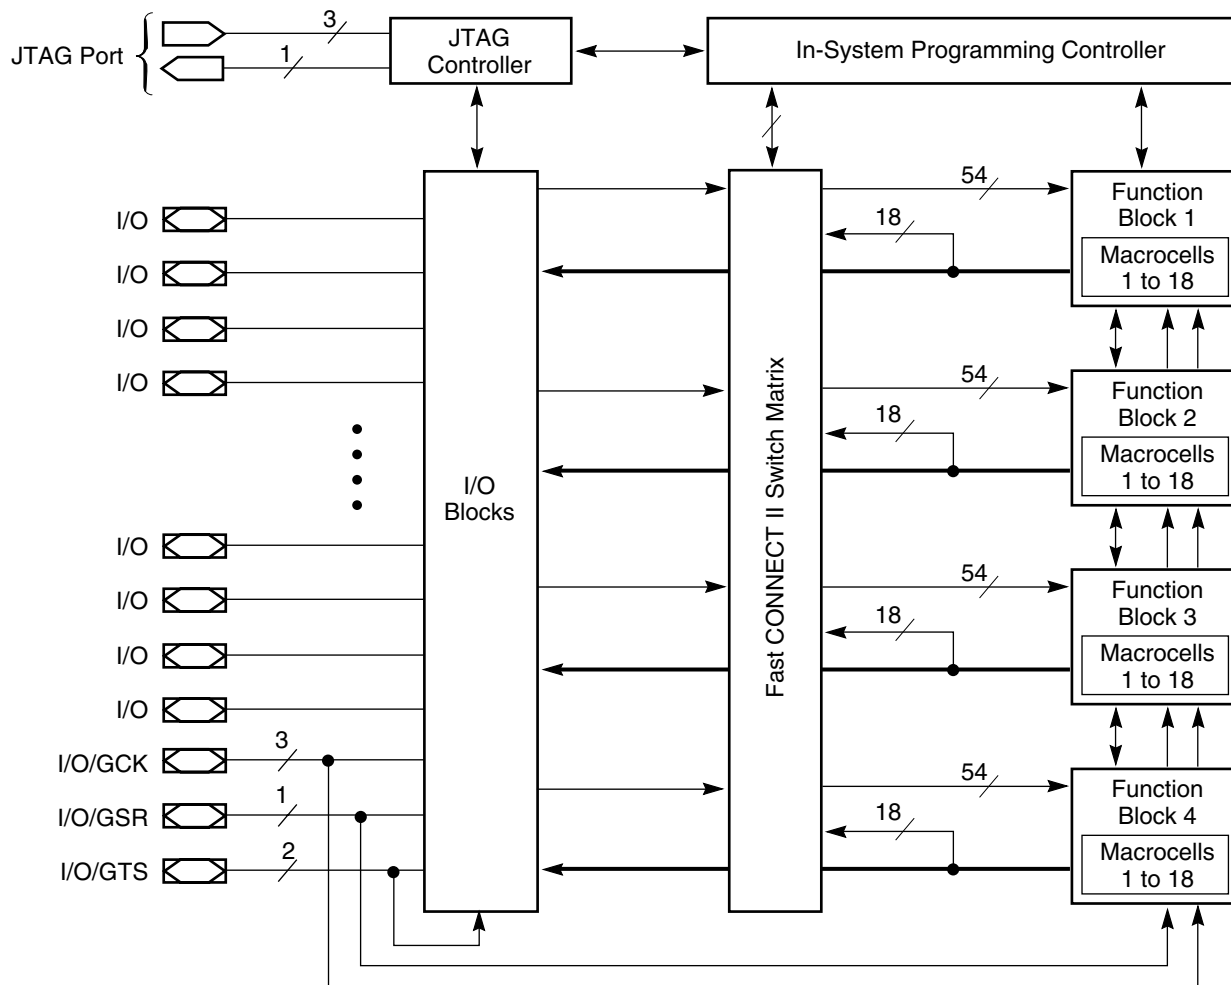 JTAG Port
3
1
JTAG
Controller
In-System Programming Controller
I/O
I/O
I/O
I/O
I/O
I/O
I/O
I/O
I/O/GCK
3
I/O/GSR
1
I/O/GTS
2
I/O
Blocks
Fast CONNECT II Switch Matrix
54
18
Function
Block 1
Macrocells
1 to 18
54
18
Function
Block 2
Macrocells
1 to 18
54
18
Function
Block 3
Macrocells
1 to 18
54
18
Function
Block 4
Macrocells
1 to 18